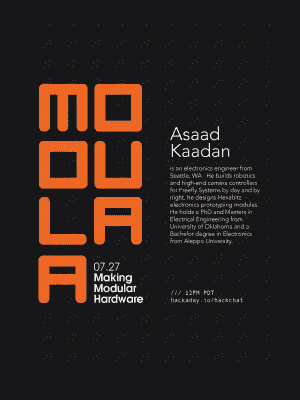 MO
DU
LA
R
07.27
Making
Modular
Hardware
Asaad
Kaadan
is an electronics engineer from
Seattle, WA. He builds robotics
and high-end camera controllers
for Freefly Systems by day and by
night, he designs Hexabitz
electronics prototyping modules.
He holds a PhD and Masters in
Electrical Engineering from
University of Oklahoma and a
Bachelor degree in Electronics
from Aleppo University.
/// 12PM PDT
hackaday.io/hackchat